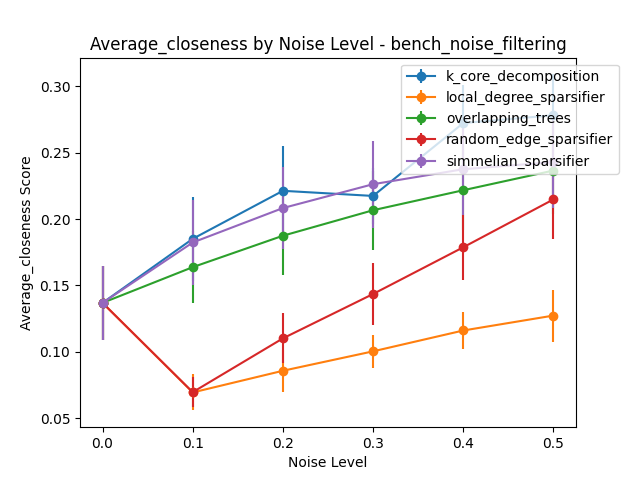 Average_closeness by Noise Level - bench_noise_filtering
k_core_decomposition
local_degree_sparsifier
overlapping_trees
random_edge_sparsifier
simmelian_sparsifier
Average_closeness Score
0.30
0.25
0.20
0.15
0.10
0.05
0.0 0.1 0.2 0.3 0.4 0.5
Noise Level